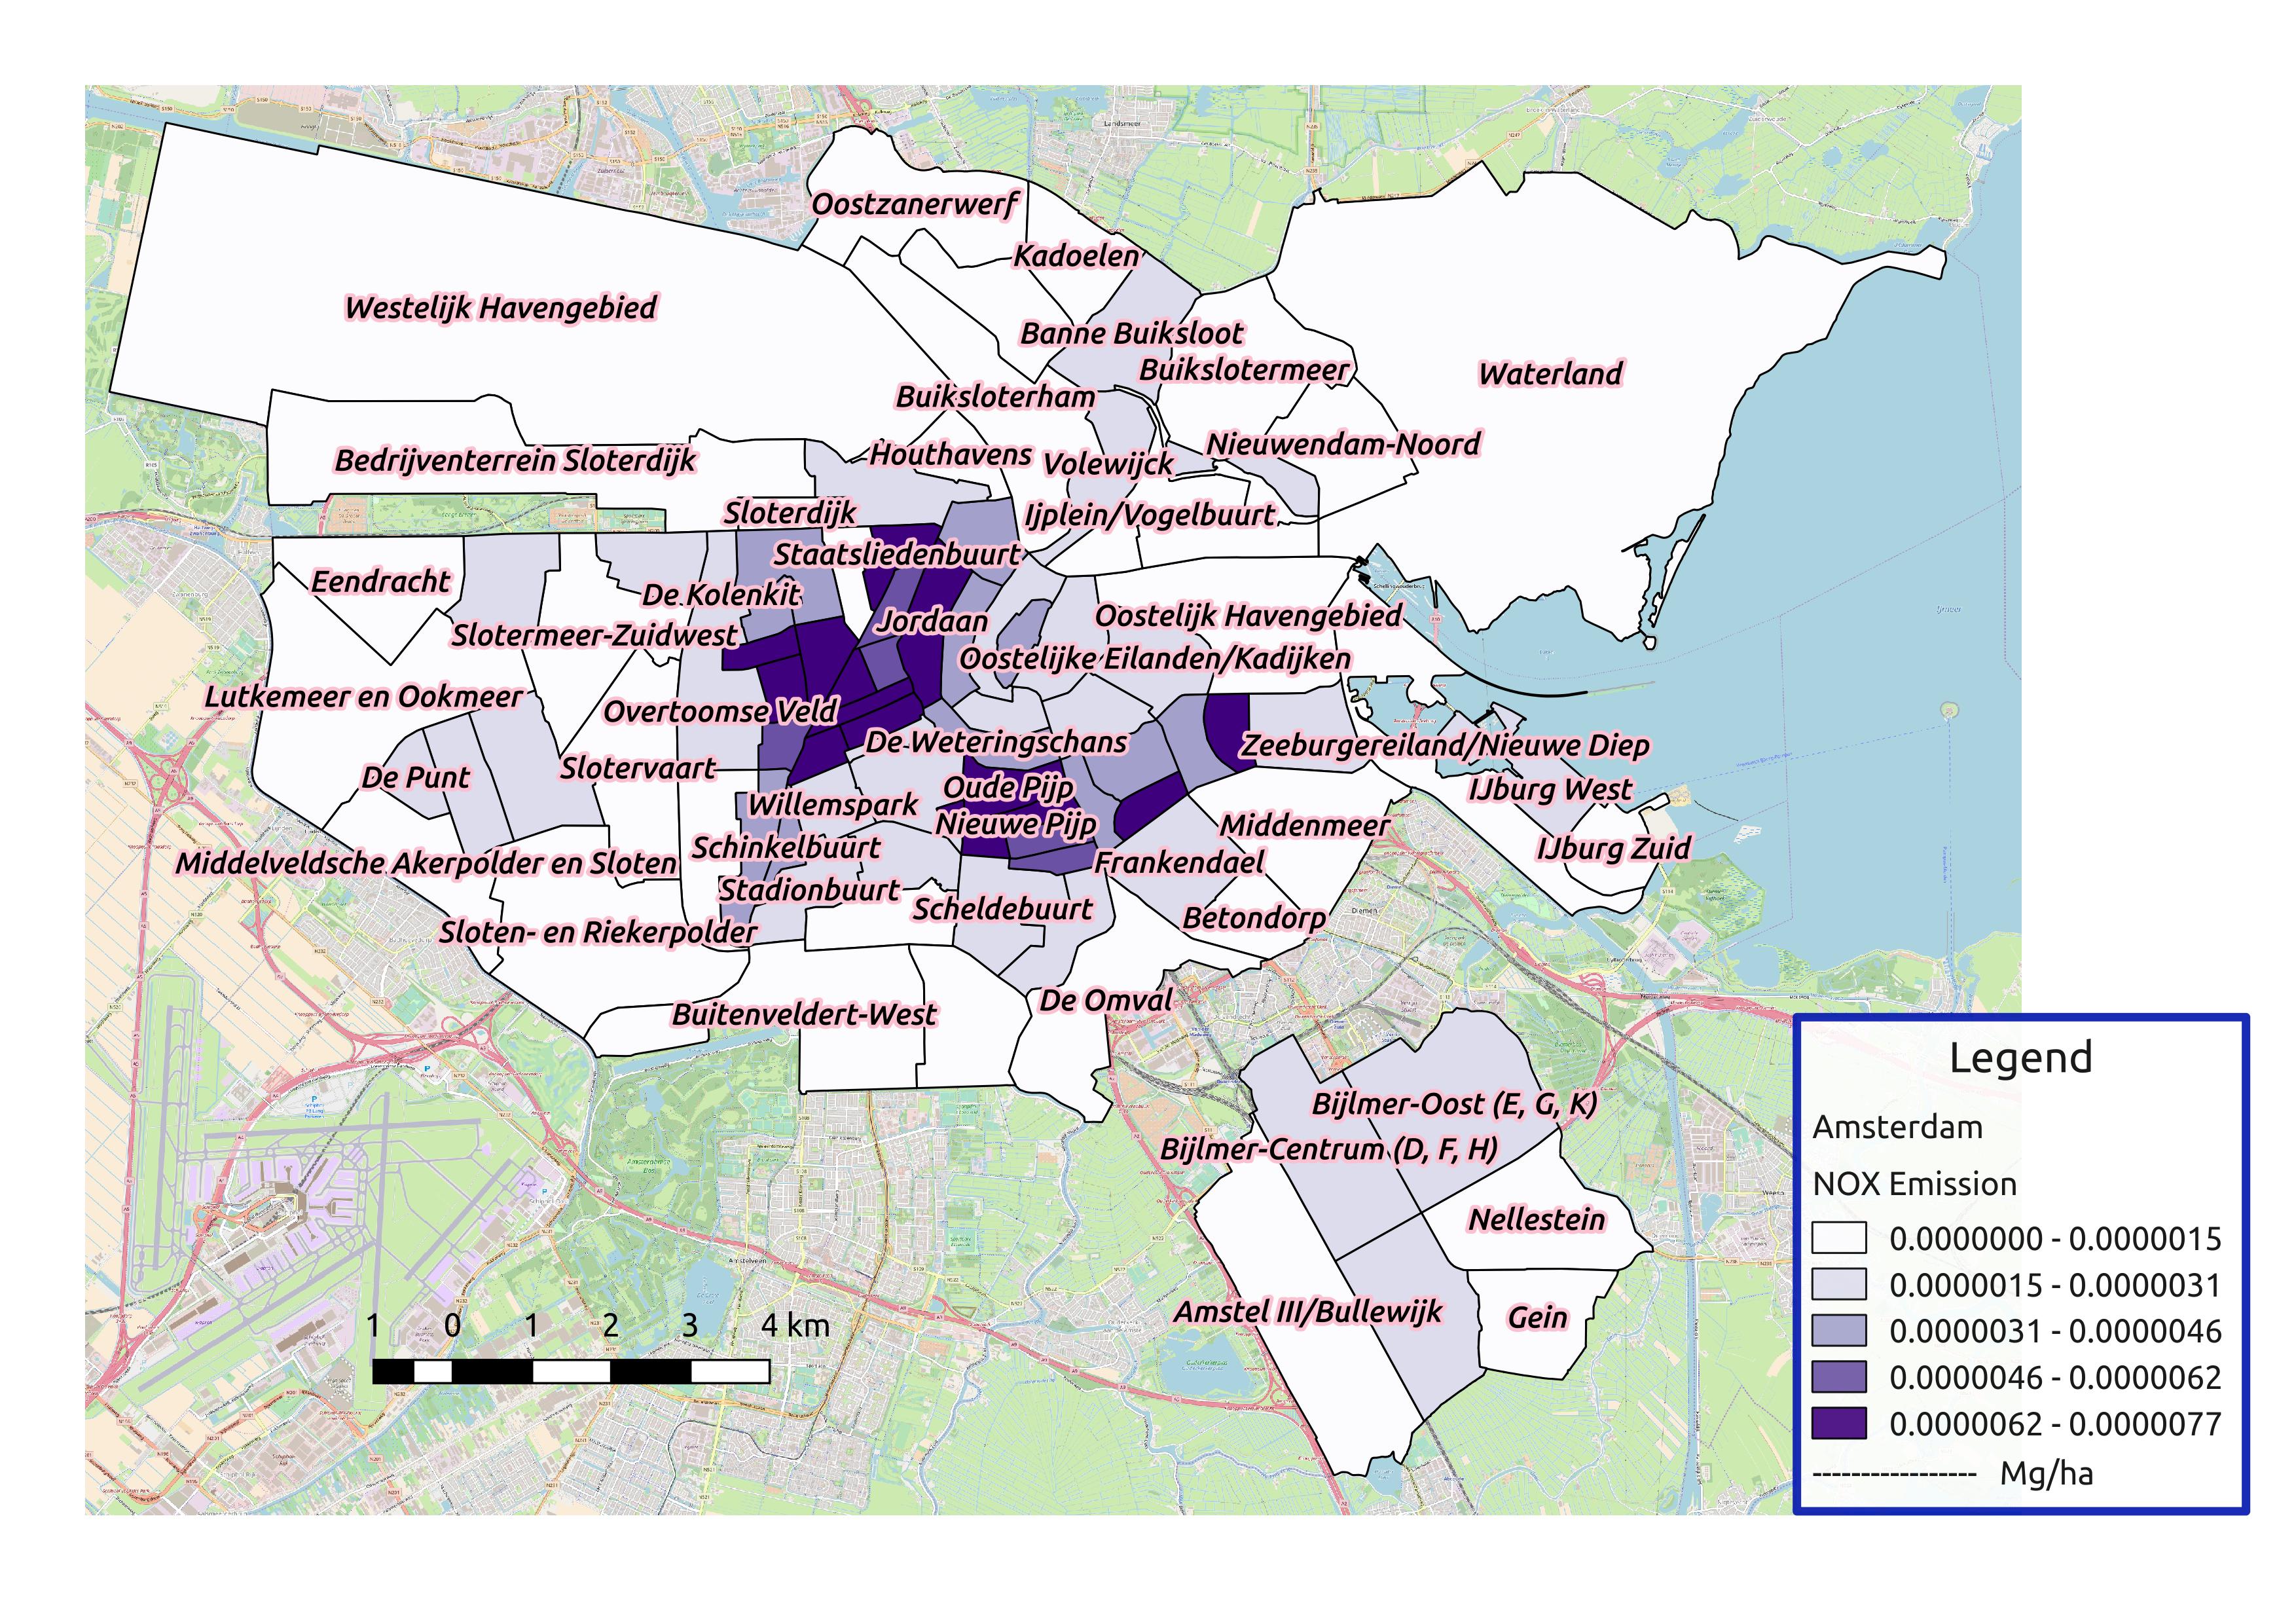 Oostzanerwerf
Kadoelen
Landsmeer
Westelijk Havengebied
Banne Buiksloot
Buikslotermeer
Waterland
Buiksloterham
Houthavens
Volewijck
Nieuwendam-Noord
Bedrijventerrein Sloterdijk
Sloterdijk
Ijplein/Vogelbuurt
Staatsliedenbuurt
Eendracht
De Kolenkit
Jordaan
Oostelijk Havengebied
Slotermeer-Zuidwest
Oostelijke Eilanden/Kadijken
Lutkemeer en Ookmeer
Overtoomse Veld
De Weteringschans
Zeeburgereiland/Nieuwe Diep
De Punt
Slotervaart
Oude Pijp
IJburg West
Willemspark
Nieuwe Pijp
Middenmeer
Schinkelbuurt
IJburg Zuid
Middelveldsche Akerpolder en Sloten
Frankendael
Stadionbuurt
Scheldebuurt
Betondorp
Diemen
Sloten- en Riekerpolder
De Omval
Buitenveldert-West
Bijlmer-Oost (E, G, K)
Bijlmer-Centrum (D, F, H)
Nellestein
Amstelveen
Amstel III/Bullewijk
Gein
1 0 1 2 3 4 km
Legend
Amsterdam
NOX Emission
0.0000000 - 0.0000015
0.0000015 - 0.0000031
0.0000031 - 0.0000046
0.0000046 - 0.0000062
0.0000062 - 0.0000077
----------------- Mg/ha